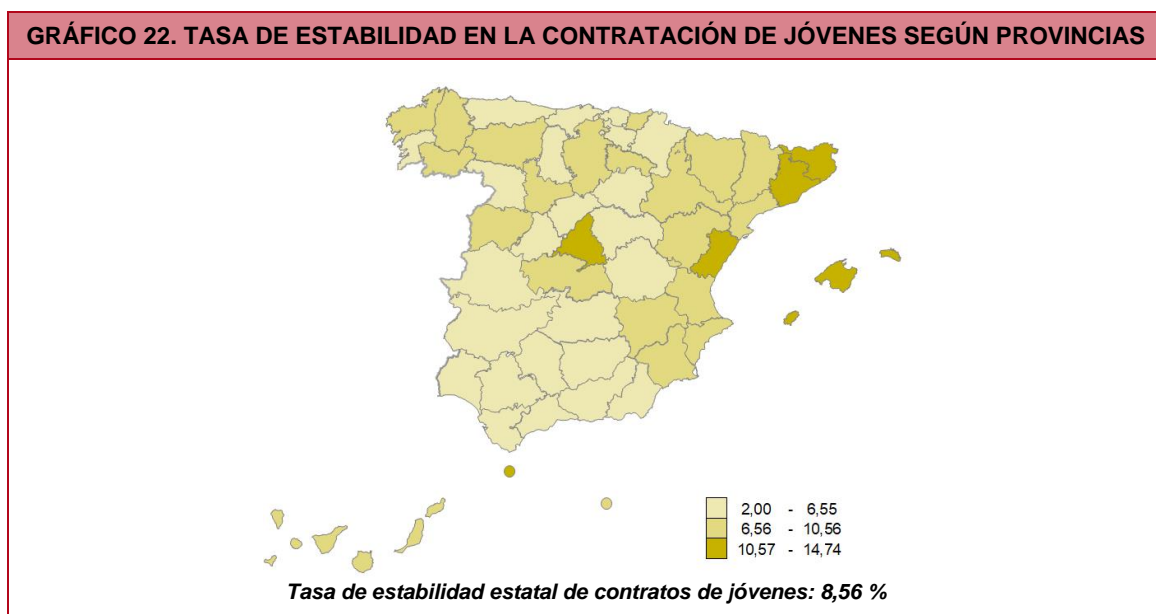 GRÁFICO 22. TASA DE ESTABILIDAD EN LA CONTRATACIÓN DE JÓVENES SEGÚN PROVINCIAS
2,00 - 6,55
6,56 - 10,56
10,57 - 14,74
Tasa de estabilidad estatal de contratos de jóvenes: 8,56 %